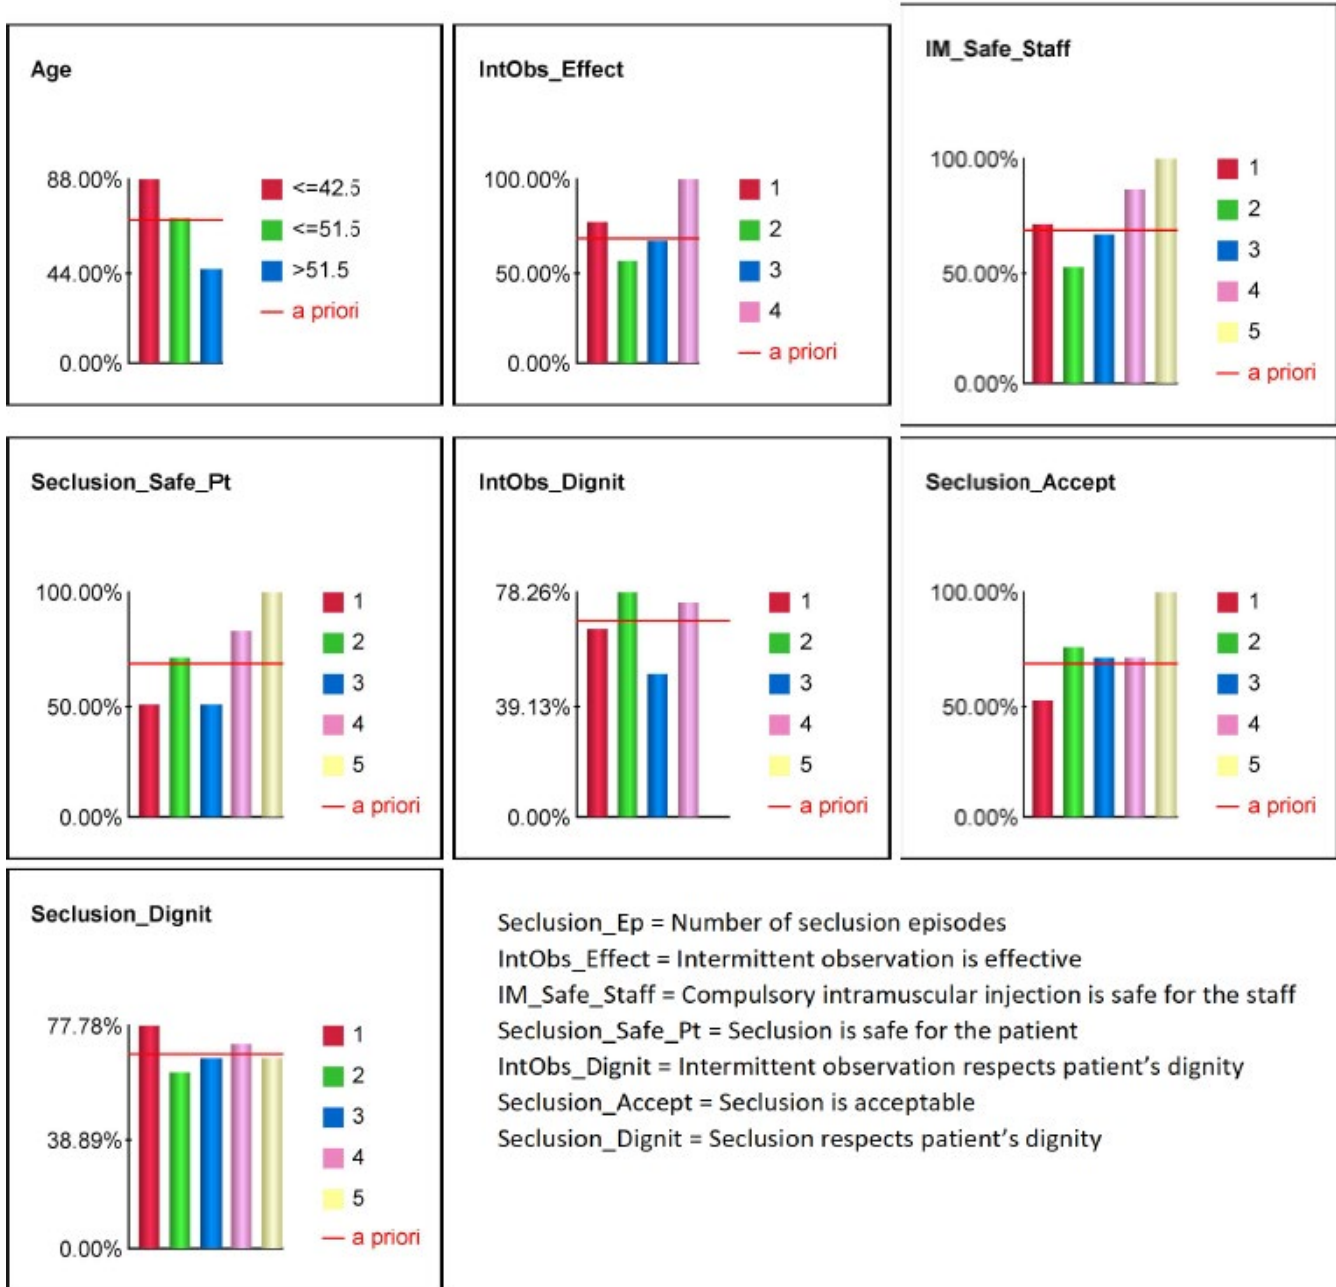 Age
88.00%
44.00%
0.00%
<=42.5
<=51.5
>51.5
a priori
IntObs_Effect
100.00%
50.00%
0.00%
1
2
3
4
a priori
IM_Safe_Staff
100.00%
50.00%
0.00%
1
2
3
4
5
a priori
Seclusion_Safe_Pt
100.00%
50.00%
0.00%
1
2
3
4
5
a priori
IntObs_Dignit
78.26%
39.13%
0.00%
1
2
3
4
5
a priori
Seclusion_Accept
100.00%
50.00%
0.00%
1
2
3
4
5
a priori
Seclusion_Dignit
77.78%
38.89%
0.00%
1
2
3
4
5
a priori
Seclusion_Ep = Number of seclusion episodes
IntObs_Effect = Intermittent observation is effective
IM_Safe_Staff = Compulsory intramuscular injection is safe for the staff
Seclusion_Safe_Pt = Seclusion is safe for the patient
IntObs_Dignit = Intermittent observation respects patient's dignity
Seclusion_Accept = Seclusion is acceptable
Seclusion_Dignit = Seclusion respects patient's dignity